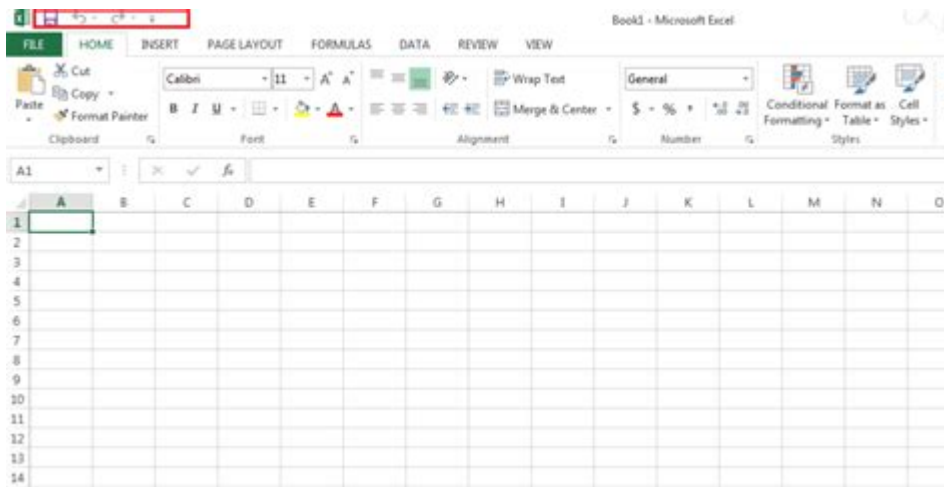 Book1 - Microsoft Excel
FILE HOME INSERT PAGE LAYOUT FORMULAS DATA REVIEW VIEW
Cut
Copy
Format Painter
Paste
Clipboard
Calibri 11 A A
B I U A
Font
Wrap Text
Merge & Center
Alignment
General
$ % ,
Number
Conditional Formatting
Format as Table
Cell Styles
Styles
A1 fx
A B C D E F G H I J K L M N O
1
2
3
4
5
6
7
8
9
10
11
12
13
14